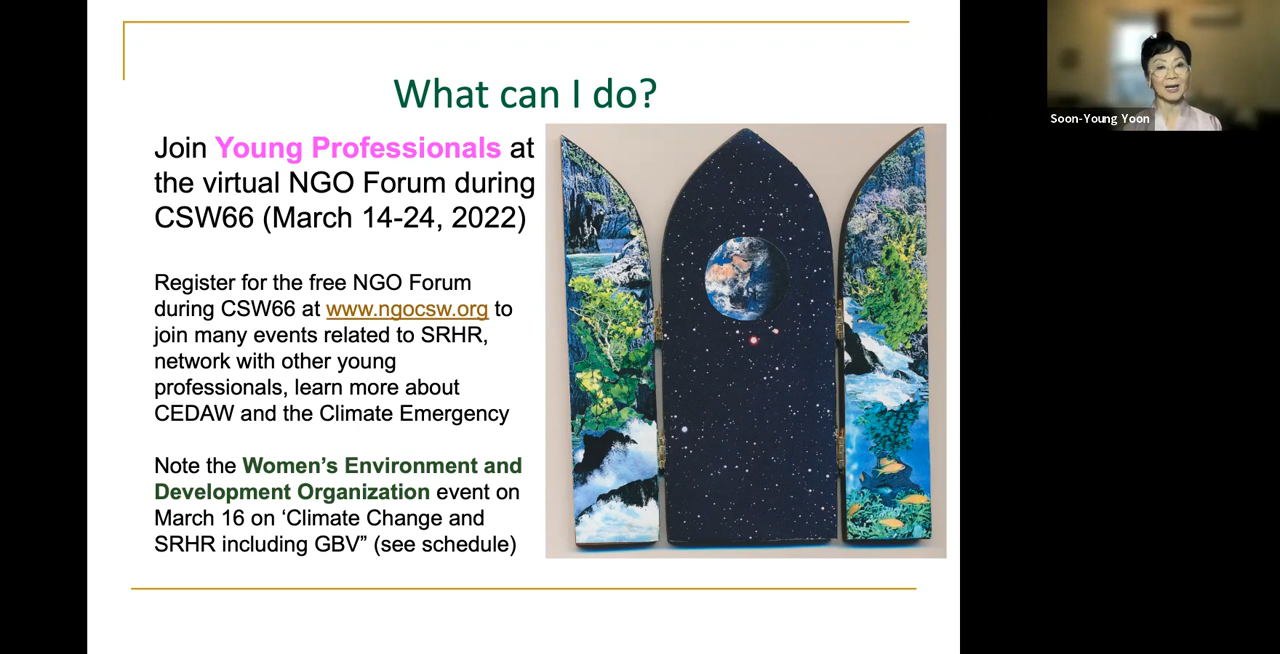 What can I do?
Join Young Professionals at
the virtual NGO Forum during
CSW66 (March 14-24, 2022)
Register for the free NGO Forum
during CSW66 at www.ngocsw.org to
join many events related to SRHR,
network with other young
professionals, learn more about
CEDAW and the Climate Emergency
Note the Women’s Environment and
Development Organization event on
March 16 on ‘Climate Change and
SRHR including GBV” (see schedule)
Soon-Young Yoon